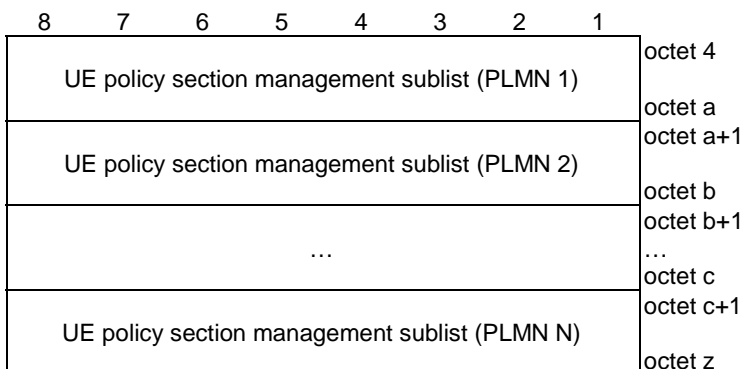 8 7 6 5 4 3 2 1
octet 4
UE policy section management sublist (PLMN 1)
octet a
octet a+1
UE policy section management sublist (PLMN 2)
octet b
octet b+1
… …
octet c
octet c+1
UE policy section management sublist (PLMN N)
octet z